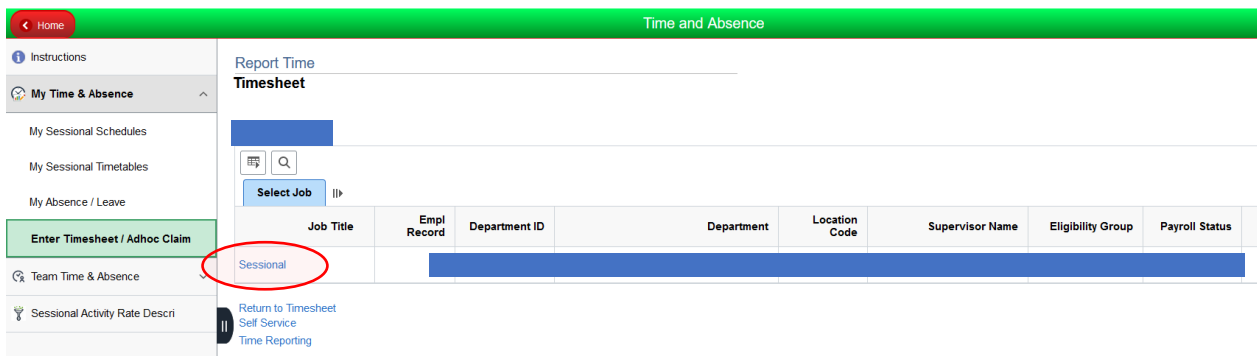 Home
Time and Absence
Instructions
My Time & Absence
My Sessional Schedules
My Sessional Timetables
My Absence / Leave
Enter Timesheet / Adhoc Claim
Team Time & Absence
Sessional Activity Rate Descri
Report Time
Timesheet
Select Job
Job Title Empl Record Department ID Department Location Code Supervisor Name Eligibility Group Payroll Status
Sessional
Return to Timesheet
Self Service
Time Reporting